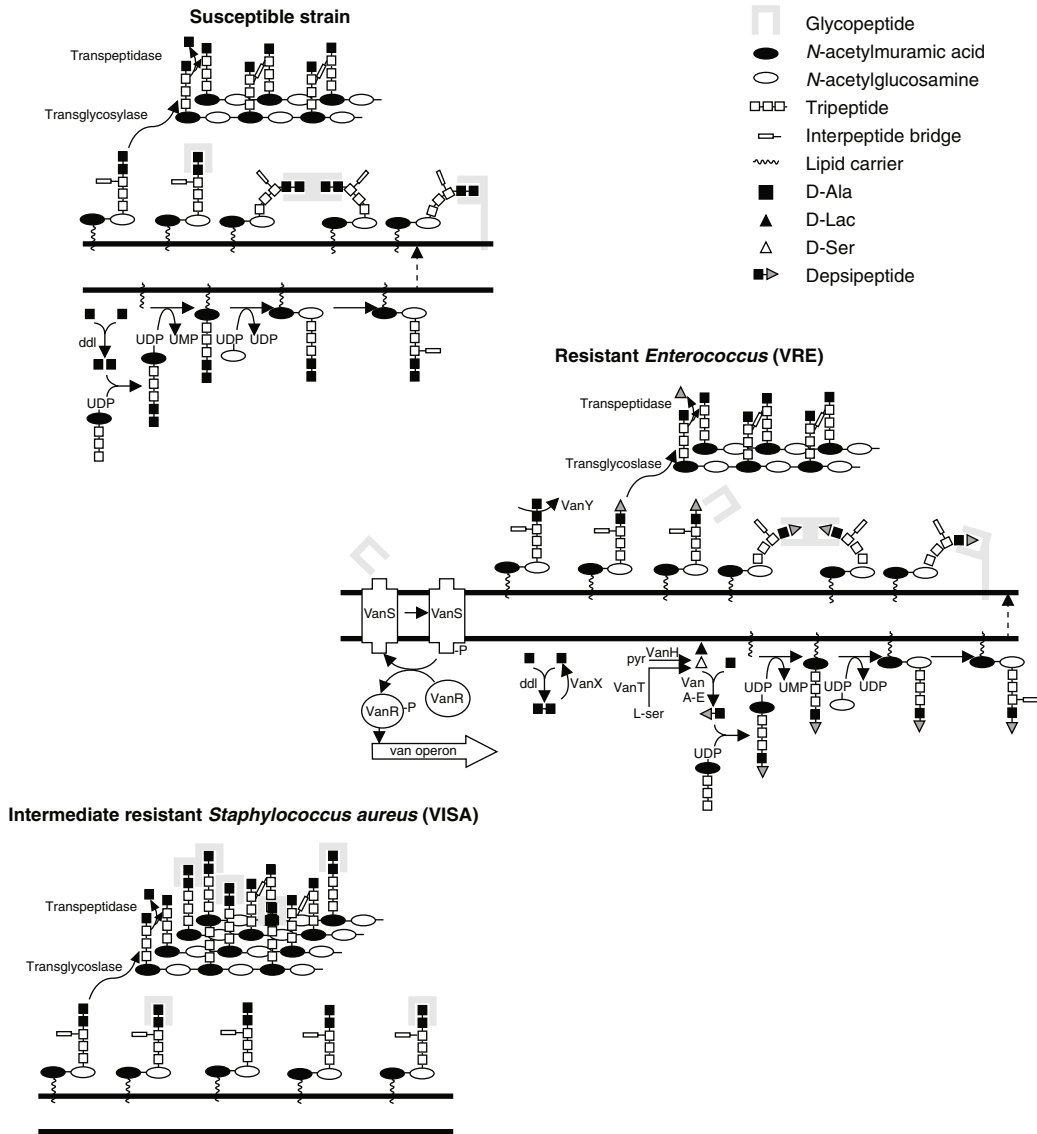 Susceptible strain
Transpeptidase
Transglycosylase
ddl
UDP
UDP
UMP
UDP
UDP
Glycopeptide
N-acetylmuramic acid
N-acetylglucosamine
Tripeptide
Interpeptide bridge
Lipid carrier
D-Ala
D-Lac
D-Ser
Depsipeptide
Resistant Enterococcus (VRE)
Transpeptidase
Transglycoslase
VanY
VanS
VanS
-P
VanR
VanR
-P
van operon
ddl
VanX
pyr
VanH
VanT
L-ser
Van
A-E
UDP
UDP
UMP
UDP
UDP
Intermediate resistant Staphylococcus aureus (VISA)
Transpeptidase
Transglycoslase